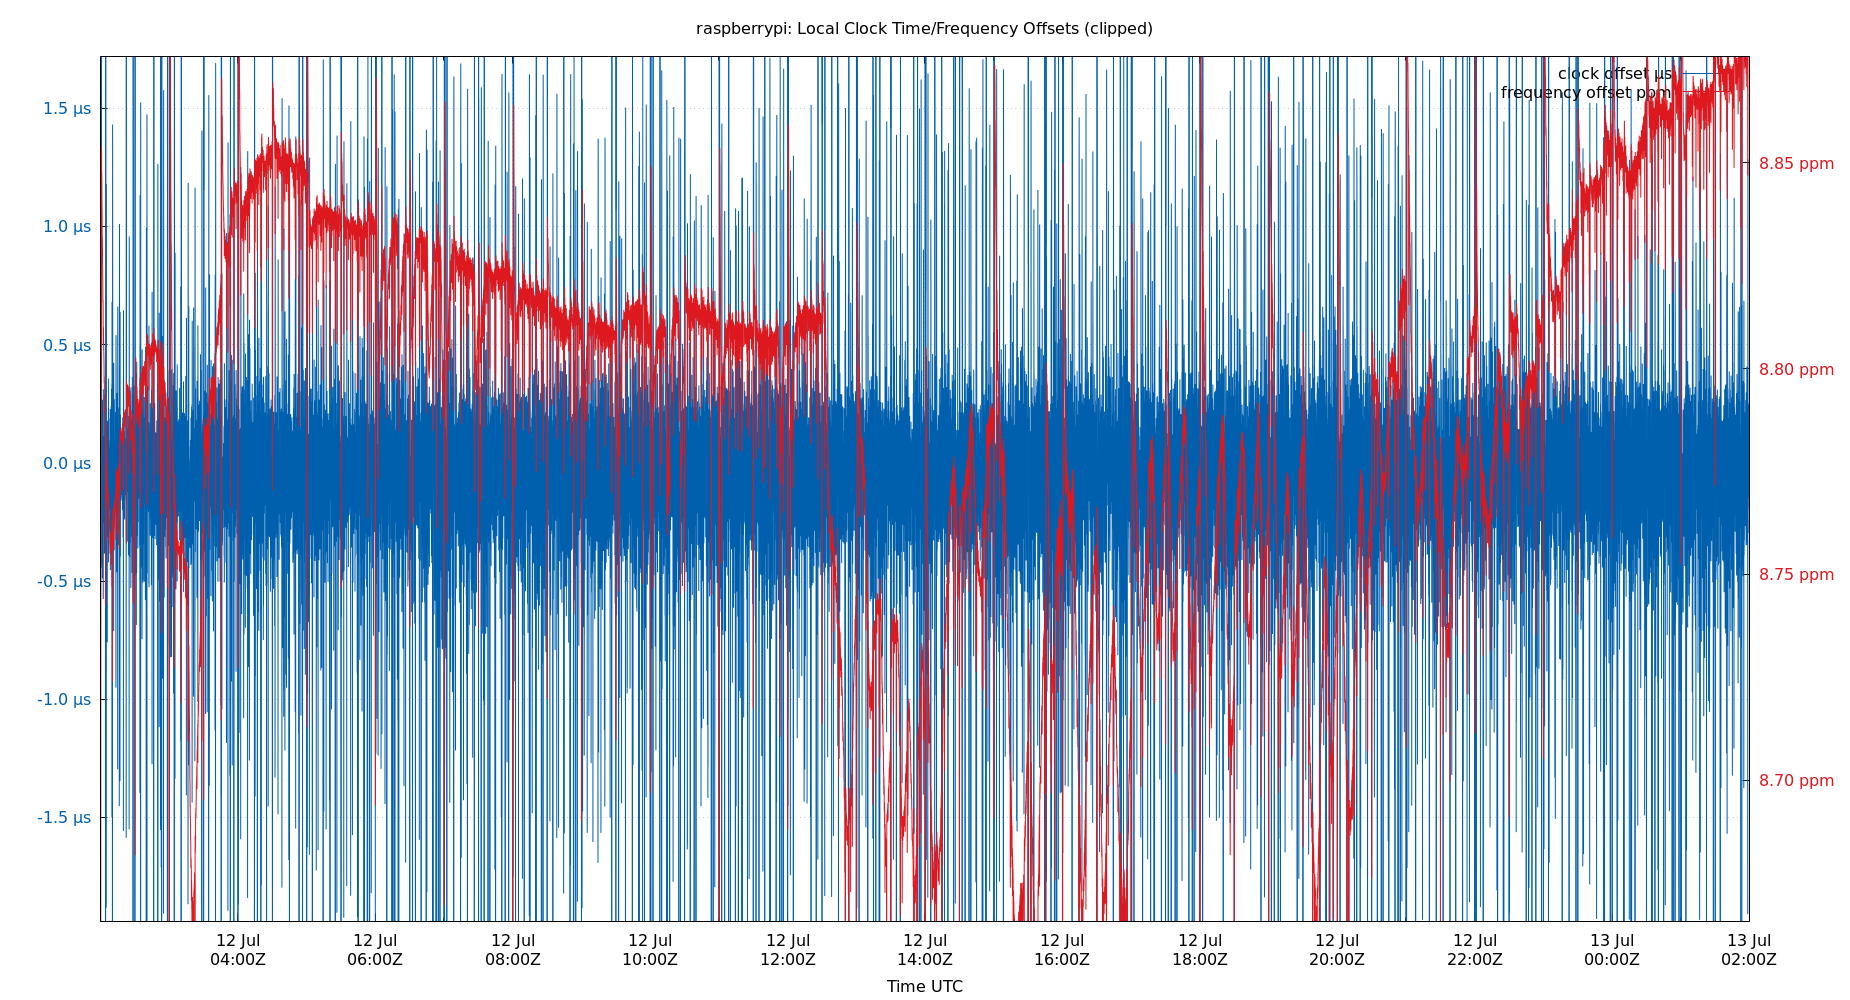 raspberrypi: Local Clock Time/Frequency Offsets (clipped)
clock offset µs
frequency offset ppm
1.5 µs
1.0 µs
0.5 µs
0.0 µs
-0.5 µs
-1.0 µs
-1.5 µs
8.85 ppm
8.80 ppm
8.75 ppm
8.70 ppm
12 Jul 12 Jul 12 Jul 12 Jul 12 Jul 12 Jul 12 Jul 12 Jul 12 Jul 12 Jul 13 Jul 13 Jul
04:00Z 06:00Z 08:00Z 10:00Z 12:00Z 14:00Z 16:00Z 18:00Z 20:00Z 22:00Z 00:00Z 02:00Z
Time UTC